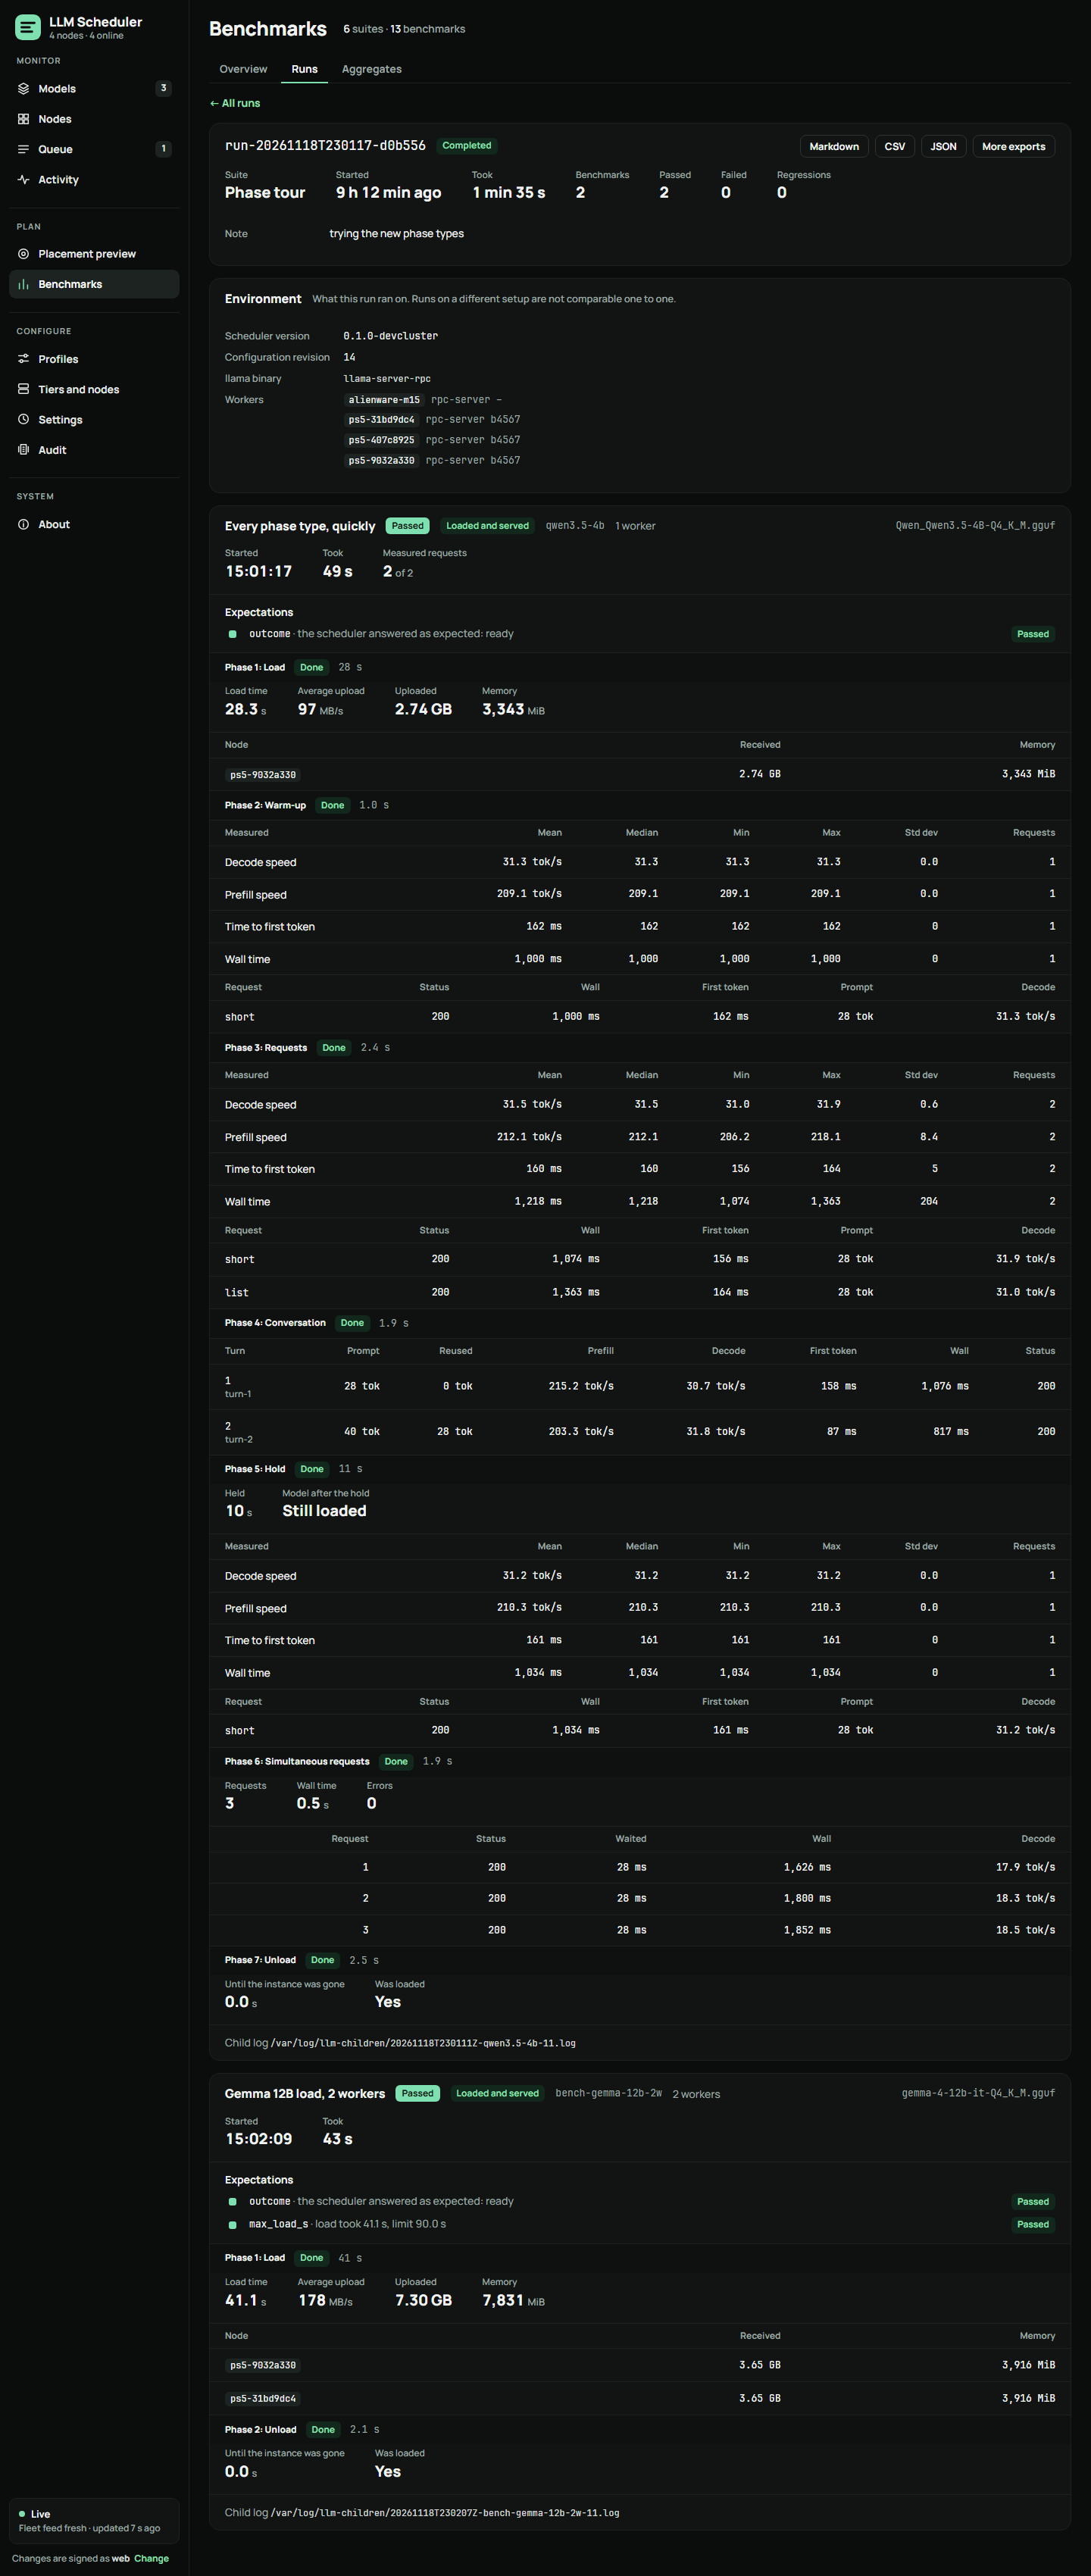 LLM Scheduler
4 nodes · 4 online
MONITOR
Models 3
Nodes
Queue 1
Activity
PLAN
Placement preview
Benchmarks
CONFIGURE
Profiles
Tiers and nodes
Settings
Audit
SYSTEM
About
Live
Fleet feed fresh · updated 7 s ago
Changes are signed as web Change
Benchmarks 6 suites · 13 benchmarks
Overview Runs Aggregates
← All runs
run-20261118T230117-d0b556 Completed Markdown CSV JSON More exports
Suite Started Took Benchmarks Passed Failed Regressions
Phase tour 9 h 12 min ago 1 min 35 s 2 2 0 0
Note trying the new phase types
Environment What this run ran on. Runs on a different setup are not comparable one to one.
Scheduler version 0.1.0-devcluster
Configuration revision 14
llama binary llama-server-rpc
Workers alienware-m15 rpc-server –
ps5-31bd9dc4 rpc-server b4567
ps5-407c8925 rpc-server b4567
ps5-9032a330 rpc-server b4567
Every phase type, quickly Passed Loaded and served qwen3.5-4b 1 worker Qwen_Qwen3.5-4B-Q4_K_M.gguf
Started Took Measured requests
15:01:17 49 s 2 of 2
Expectations
outcome · the scheduler answered as expected: ready Passed
Phase 1: Load Done 28 s
Load time Average upload Uploaded Memory
28.3 s 97 MB/s 2.74 GB 3,343 MiB
Node Received Memory
ps5-9032a330 2.74 GB 3,343 MiB
Phase 2: Warm-up Done 1.0 s
Measured Mean Median Min Max Std dev Requests
Decode speed 31.3 tok/s 31.3 31.3 31.3 0.0 1
Prefill speed 209.1 tok/s 209.1 209.1 209.1 0.0 1
Time to first token 162 ms 162 162 162 0 1
Wall time 1,000 ms 1,000 1,000 1,000 0 1
Request Status Wall First token Prompt Decode
short 200 1,000 ms 162 ms 28 tok 31.3 tok/s
Phase 3: Requests Done 2.4 s
Measured Mean Median Min Max Std dev Requests
Decode speed 31.5 tok/s 31.5 31.0 31.9 0.6 2
Prefill speed 212.1 tok/s 212.1 206.2 218.1 8.4 2
Time to first token 160 ms 160 156 164 5 2
Wall time 1,218 ms 1,218 1,074 1,363 204 2
Request Status Wall First token Prompt Decode
short 200 1,074 ms 156 ms 28 tok 31.9 tok/s
list 200 1,363 ms 164 ms 28 tok 31.0 tok/s
Phase 4: Conversation Done 1.9 s
Turn Prompt Reused Prefill Decode First token Wall Status
1 28 tok 0 tok 215.2 tok/s 30.7 tok/s 158 ms 1,076 ms 200
turn-1
2 40 tok 28 tok 203.3 tok/s 31.8 tok/s 87 ms 817 ms 200
turn-2
Phase 5: Hold Done 11 s
Held Model after the hold
10 s Still loaded
Measured Mean Median Min Max Std dev Requests
Decode speed 31.2 tok/s 31.2 31.2 31.2 0.0 1
Prefill speed 210.3 tok/s 210.3 210.3 210.3 0.0 1
Time to first token 161 ms 161 161 161 0 1
Wall time 1,034 ms 1,034 1,034 1,034 0 1
Request Status Wall First token Prompt Decode
short 200 1,034 ms 161 ms 28 tok 31.2 tok/s
Phase 6: Simultaneous requests Done 1.9 s
Requests Wall time Errors
3 0.5 s 0
Request Status Waited Wall Decode
1 200 28 ms 1,626 ms 17.9 tok/s
2 200 28 ms 1,800 ms 18.3 tok/s
3 200 28 ms 1,852 ms 18.5 tok/s
Phase 7: Unload Done 2.5 s
Until the instance was gone Was loaded
0.0 s Yes
Child log /var/log/llm-children/20261118T230111Z-qwen3.5-4b-11.log
Gemma 12B load, 2 workers Passed Loaded and served bench-gemma-12b-2w 2 workers gemma-4-12b-it-Q4_K_M.gguf
Started Took
15:02:09 43 s
Expectations
outcome · the scheduler answered as expected: ready Passed
max_load_s · load took 41.1 s, limit 90.0 s Passed
Phase 1: Load Done 41 s
Load time Average upload Uploaded Memory
41.1 s 178 MB/s 7.30 GB 7,831 MiB
Node Received Memory
ps5-9032a330 3.65 GB 3,916 MiB
ps5-31bd9dc4 3.65 GB 3,916 MiB
Phase 2: Unload Done 2.1 s
Until the instance was gone Was loaded
0.0 s Yes
Child log /var/log/llm-children/20261118T230207Z-bench-gemma-12b-2w-11.log